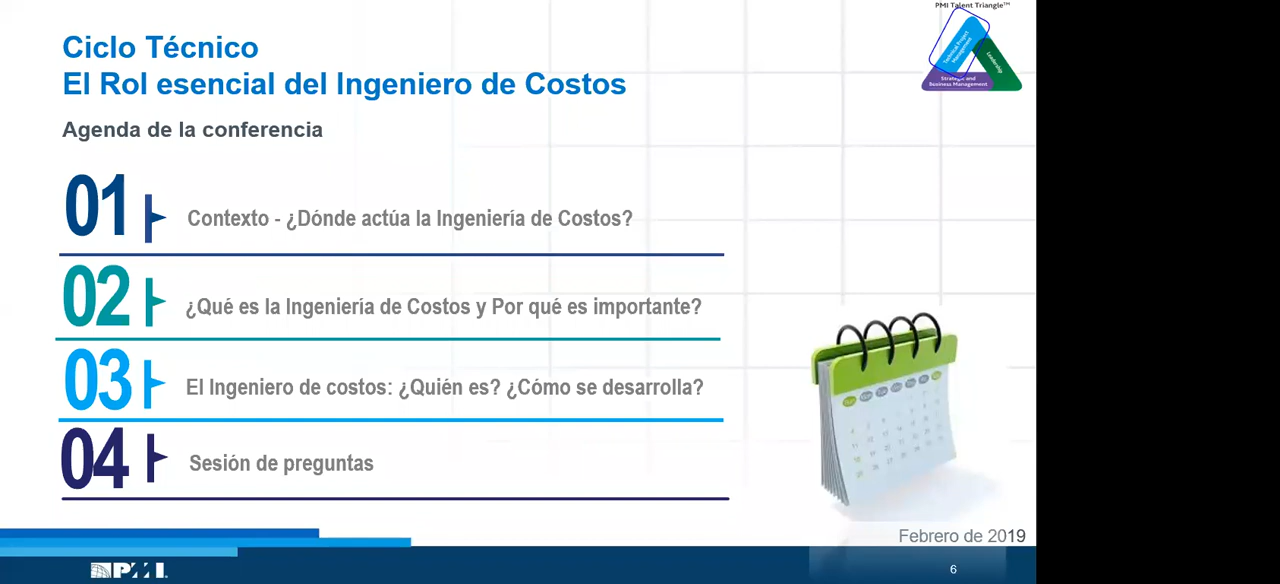 PMI Talent Triangle™
Technical Project
Management
Leadership
Strategic and
Business Management
Ciclo Técnico
El Rol esencial del Ingeniero de Costos
Agenda de la conferencia
01
Contexto - ¿Dónde actúa la Ingeniería de Costos?
02
¿Qué es la Ingeniería de Costos y Por qué es importante?
03
El Ingeniero de costos: ¿Quién es? ¿Cómo se desarrolla?
04
Sesión de preguntas
Febrero de 2019
PMI
6